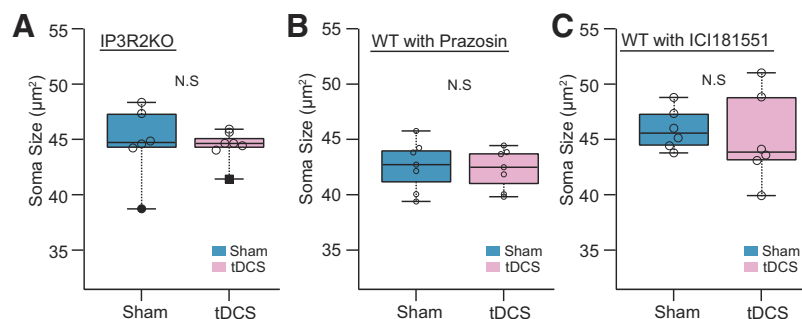 A
IP3R2KO
N.S
Soma Size (μm²)
55
50
45
40
35
Sham
tDCS
Sham
tDCS
B
WT with Prazosin
N.S
Soma Size (μm²)
55
50
45
40
35
Sham
tDCS
Sham
tDCS
C
WT with ICI181551
N.S
Soma Size (μm²)
55
50
45
40
35
Sham
tDCS
Sham
tDCS